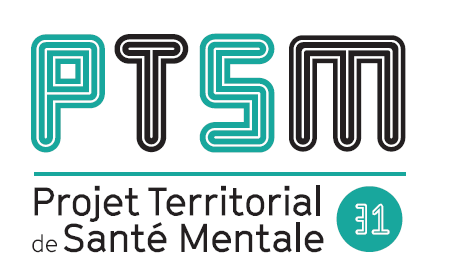 PTSM
Projet Territorial
de Santé Mentale 31